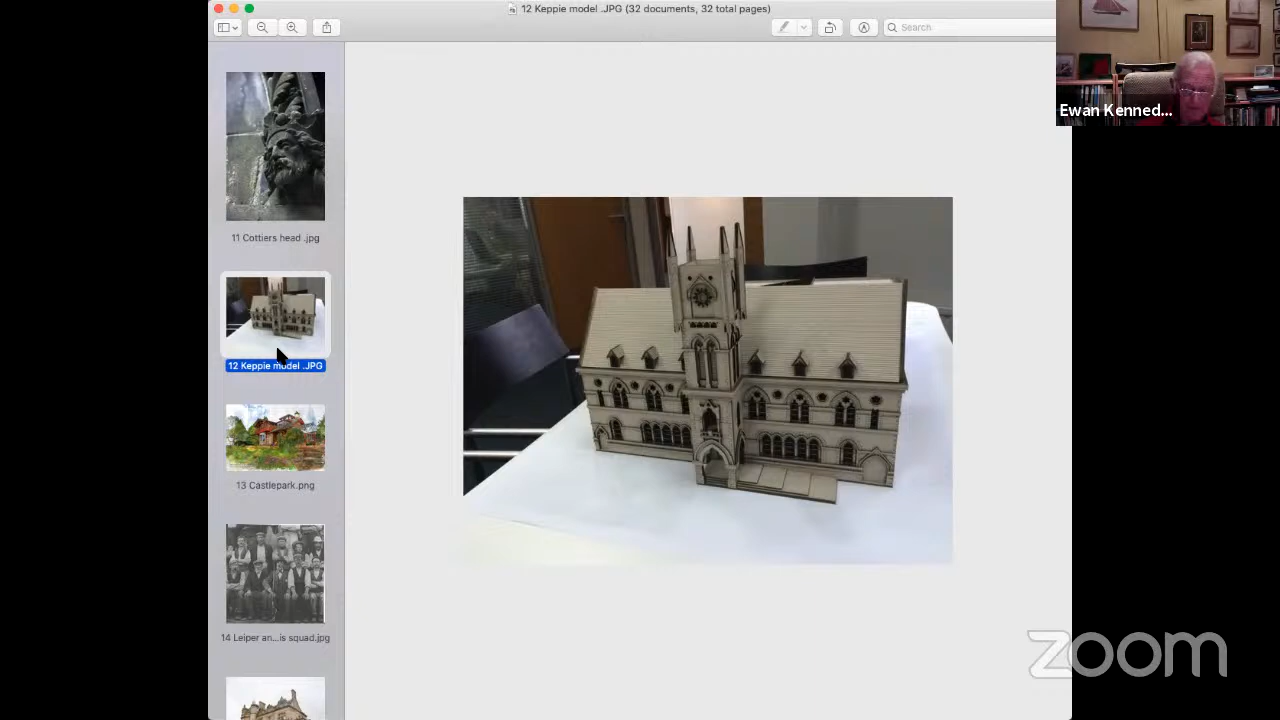 12 Keppie model .JPG (32 documents, 32 total pages)
Search
Ewan Kenned...
11 Cottiers head .jpg
12 Keppie model .JPG
13 Castlepark.png
14 Leiper an...is squad.jpg
zoom